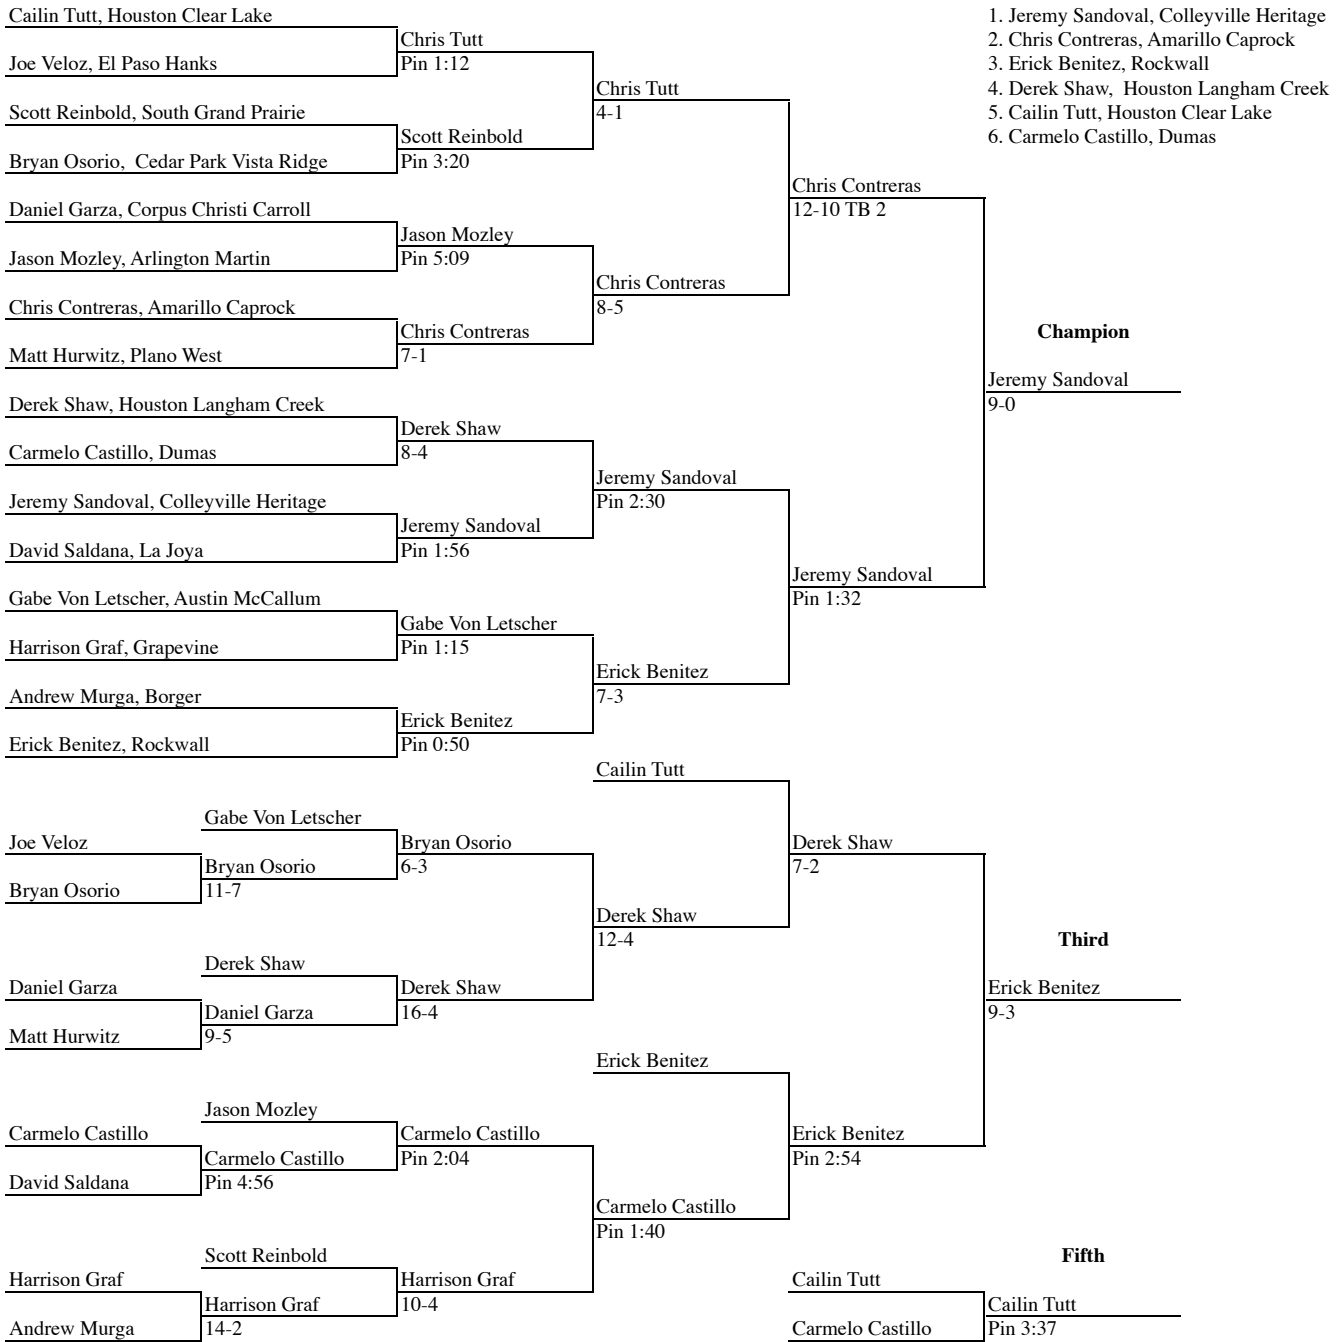 Cailin Tutt, Houston Clear Lake
Chris Tutt
Joe Veloz, El Paso Hanks
Pin 1:12
Chris Tutt
4-1
Scott Reinbold, South Grand Prairie
Scott Reinbold
Bryan Osorio, Cedar Park Vista Ridge
Pin 3:20
Chris Contreras
12-10 TB 2
Daniel Garza, Corpus Christi Carroll
Jason Mozley
Jason Mozley, Arlington Martin
Pin 5:09
Chris Contreras
8-5
Chris Contreras, Amarillo Caprock
Chris Contreras
Matt Hurwitz, Plano West
7-1
Champion
Jeremy Sandoval
9-0
Derek Shaw, Houston Langham Creek
Derek Shaw
Carmelo Castillo, Dumas
8-4
Jeremy Sandoval
Pin 2:30
Jeremy Sandoval, Colleyville Heritage
Jeremy Sandoval
David Saldana, La Joya
Pin 1:56
Jeremy Sandoval
Pin 1:32
Gabe Von Letscher, Austin McCallum
Gabe Von Letscher
Harrison Graf, Grapevine
Pin 1:15
Erick Benitez
7-3
Andrew Murga, Borger
Erick Benitez
Erick Benitez, Rockwall
Pin 0:50
1. Jeremy Sandoval, Colleyville Heritage
2. Chris Contreras, Amarillo Caprock
3. Erick Benitez, Rockwall
4. Derek Shaw, Houston Langham Creek
5. Cailin Tutt, Houston Clear Lake
6. Carmelo Castillo, Dumas
Cailin Tutt
Gabe Von Letscher
Joe Veloz
Bryan Osorio
Derek Shaw
7-2
Bryan Osorio
6-3
Bryan Osorio
11-7
Derek Shaw
12-4
Third
Derek Shaw
Daniel Garza
Derek Shaw
Erick Benitez
9-3
Daniel Garza
16-4
Matt Hurwitz
9-5
Erick Benitez
Jason Mozley
Carmelo Castillo
Carmelo Castillo
Erick Benitez
Pin 2:54
Carmelo Castillo
Pin 2:04
David Saldana
Pin 4:56
Carmelo Castillo
Pin 1:40
Scott Reinbold
Fifth
Harrison Graf
Harrison Graf
Cailin Tutt
Harrison Graf
10-4
Cailin Tutt
Andrew Murga
14-2
Carmelo Castillo
Pin 3:37